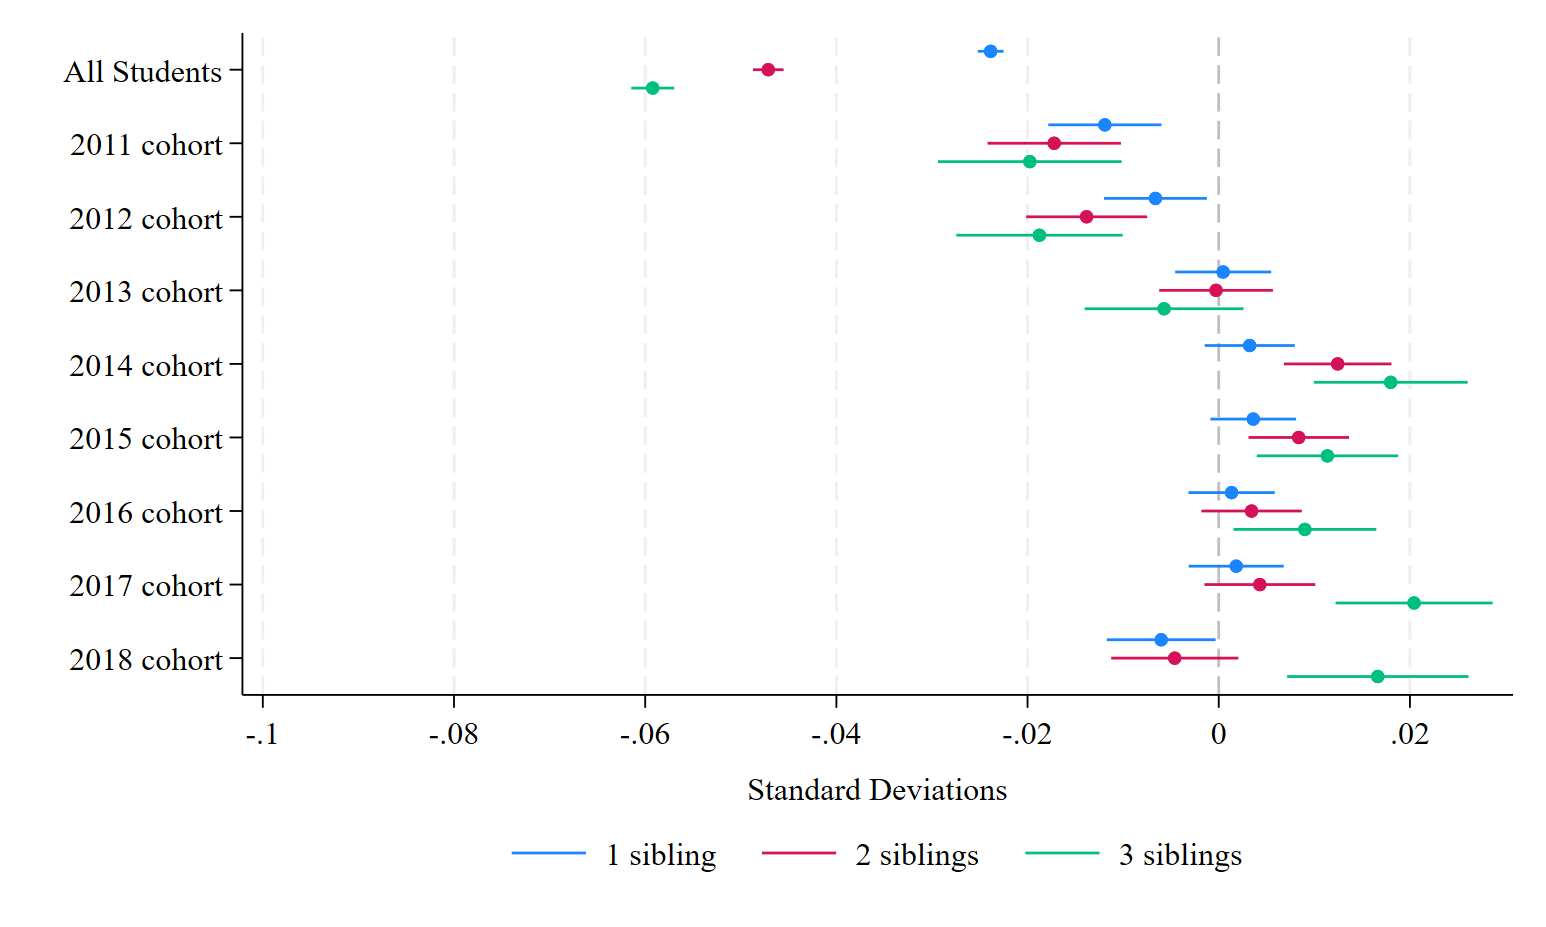 All Students
2011 cohort
2012 cohort
2013 cohort
2014 cohort
2015 cohort
2016 cohort
2017 cohort
2018 cohort
-.1 -.08 -.06 -.04 -.02 0 .02
Standard Deviations
1 sibling 2 siblings 3 siblings